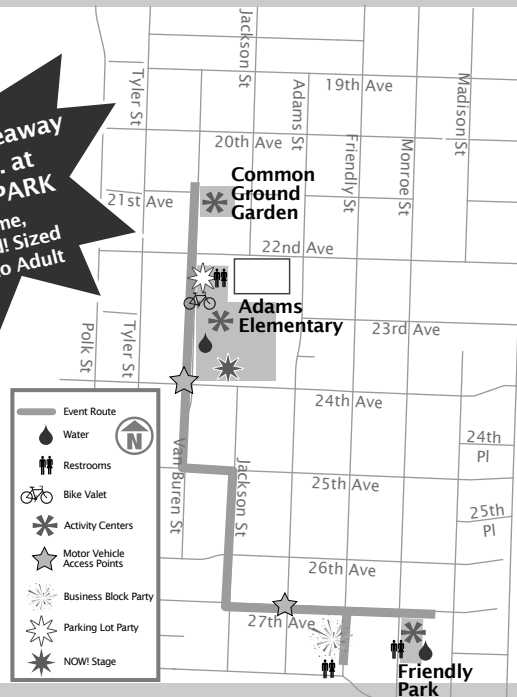 Jackson St
19th Ave
Tyler St
Adams St
Madison St
eaway
. at
PARK
me,
! Sized
o Adult
20th Ave
Friendly St
Monroe St
Common
Ground
Garden
21st Ave
22nd Ave
Adams
Elementary
23rd Ave
Polk St
Tyler St
24th Ave
Event Route
Water
N
Restrooms
Bike Valet
Activity Centers
Motor Vehicle
Access Points
Business Block Party
Parking Lot Party
NOW! Stage
Van Buren St
Jackson St
24th
Pl
25th Ave
25th
Pl
26th Ave
27th Ave
Friendly
Park